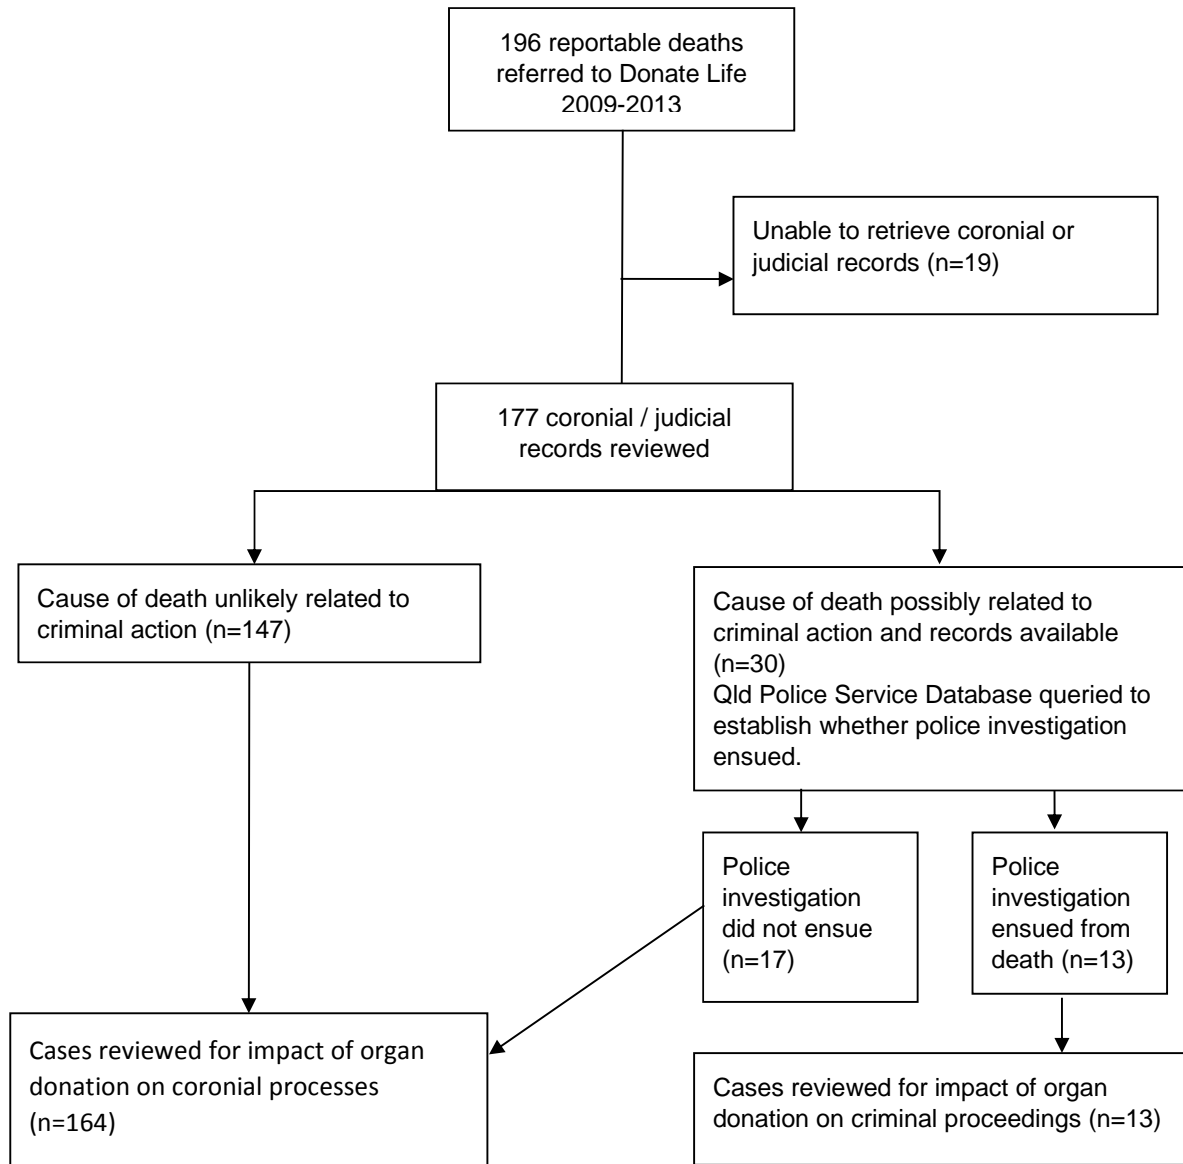 196 reportable deaths
referred to Donate Life
2009-2013
Unable to retrieve coronial or
judicial records (n=19)
177 coronial / judicial
records reviewed
Cause of death unlikely related to
criminal action (n=147)
Cause of death possibly related to
criminal action and records available
(n=30)
Qld Police Service Database queried to
establish whether police investigation
ensued.
Police
investigation
did not ensue
(n=17)
Police
investigation
ensued from
death (n=13)
Cases reviewed for impact of organ
donation on coronial processes
(n=164)
Cases reviewed for impact of organ
donation on criminal proceedings (n=13)